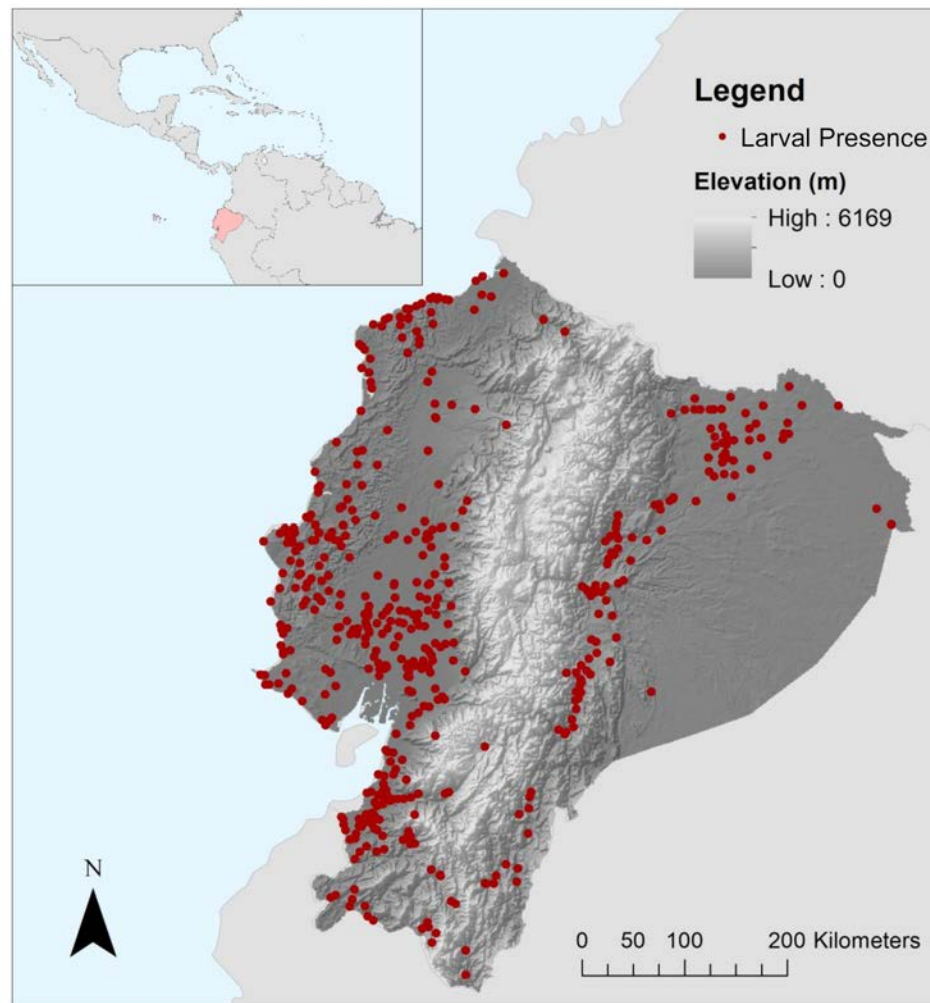 Legend
Larval Presence
Elevation (m)
High : 6169
Low : 0
N
0 50 100 200 Kilometers